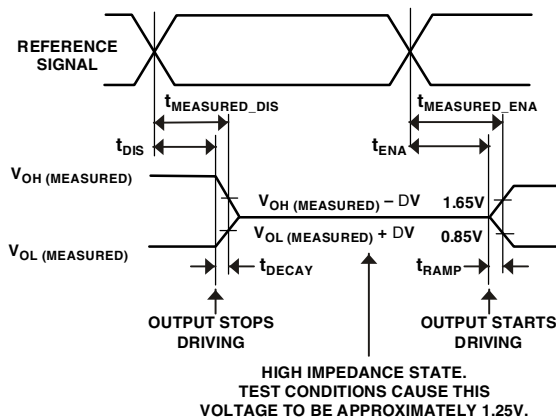 REFERENCE
SIGNAL
tMEASURED_DIS
tMEASURED_ENA
tDIS
tENA
VOH (MEASURED)
VOH (MEASURED) – DV
1.65V
VOL (MEASURED)
VOL (MEASURED) + DV
0.85V
tDECAY
tRAMP
OUTPUT STOPS
DRIVING
OUTPUT STARTS
DRIVING
HIGH IMPEDANCE STATE.
TEST CONDITIONS CAUSE THIS
VOLTAGE TO BE APPROXIMATELY 1.25V.